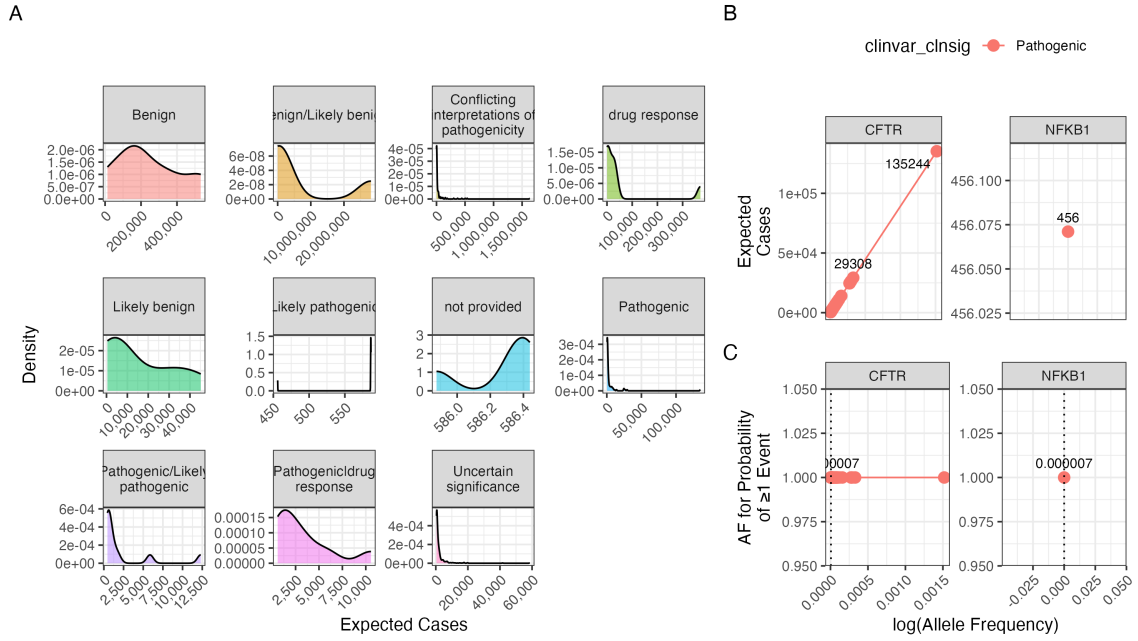 A
Benign
enign/Likely benig
Conflicting
nterpretations of
pathogenicity
drug response
2.0e-06
1.5e-06
1.0e-06
5.0e-07
0.0e+00
0
200,000
400,000
6e-08
4e-08
2e-08
0e+00
0
10,000,000
20,000,000
4e-05
3e-05
2e-05
1e-05
0e+00
0
500,000
1,000,000
1,500,000
1.5e-05
1.0e-05
5.0e-06
0.0e+00
0
100,000
200,000
300,000
Density
Likely benign
Likely pathogenic
not provided
Pathogenic
2e-05
1e-05
0e+00
0
10,000
20,000
30,000
40,000
1.5
1.0
0.5
0.0
450
500
550
3
2
1
0
586.0
586.2
586.4
3e-04
2e-04
1e-04
0e+00
0
50,000
100,000
Pathogenic/Likely
pathogenic
Pathogenic|drug
response
Uncertain
significance
6e-04
4e-04
2e-04
0e+00
0
2,500
5,000
7,500
10,000
12,500
0.00015
0.00010
0.00005
0.00000
2,500
5,000
7,500
10,000
4e-04
2e-04
0e+00
0
20,000
40,000
60,000
Expected Cases
B
clinvar_clnsig
Pathogenic
CFTR
NFKB1
Expected
Cases
1e+05
5e+04
0e+00
135244
29308
456.100
456.075
456.050
456.025
456
C
CFTR
NFKB1
AF for Probability
of ≥1 Event
1.050
1.025
1.000
0.975
0.950
00007
0.0000
0.0005
0.0010
0.0015
1.050
1.025
1.000
0.975
0.950
0.000007
-0.025
0.000
0.025
0.050
log(Allele Frequency)